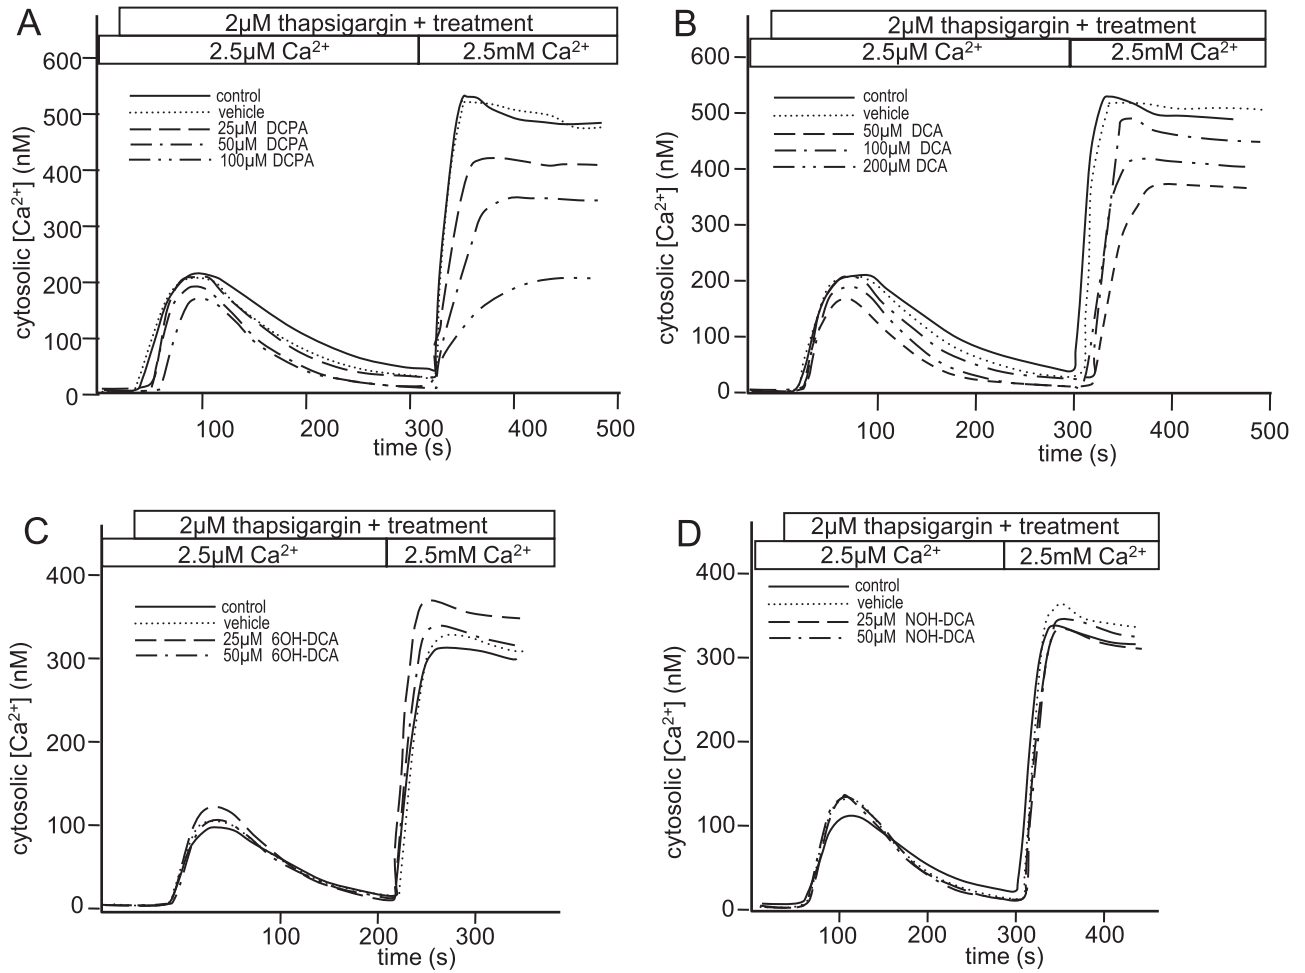 A
2µM thapsigargin + treatment
2.5µM Ca²⁺
2.5mM Ca²⁺
600
500
400
300
200
100
0
cytosolic [Ca²⁺] (nM)
control
vehicle
25µM DCPA
50µM DCPA
100µM DCPA
100
200
300
400
500
time (s)
B
2µM thapsigargin + treatment
2.5µM Ca²⁺
2.5mM Ca²⁺
600
500
400
300
200
100
0
cytosolic [Ca²⁺] (nM)
control
vehicle
50µM DCA
100µM DCA
200µM DCA
100
200
300
400
500
time (s)
C
2µM thapsigargin + treatment
2.5µM Ca²⁺
2.5mM Ca²⁺
400
300
200
100
0
cytosolic [Ca²⁺] (nM)
control
vehicle
25µM 6OH-DCA
50µM 6OH-DCA
100
200
300
time (s)
D
2µM thapsigargin + treatment
2.5µM Ca²⁺
2.5mM Ca²⁺
400
300
200
100
0
cytosolic [Ca²⁺] (nM)
control
vehicle
25µM NOH-DCA
50µM NOH-DCA
100
200
300
400
time (s)